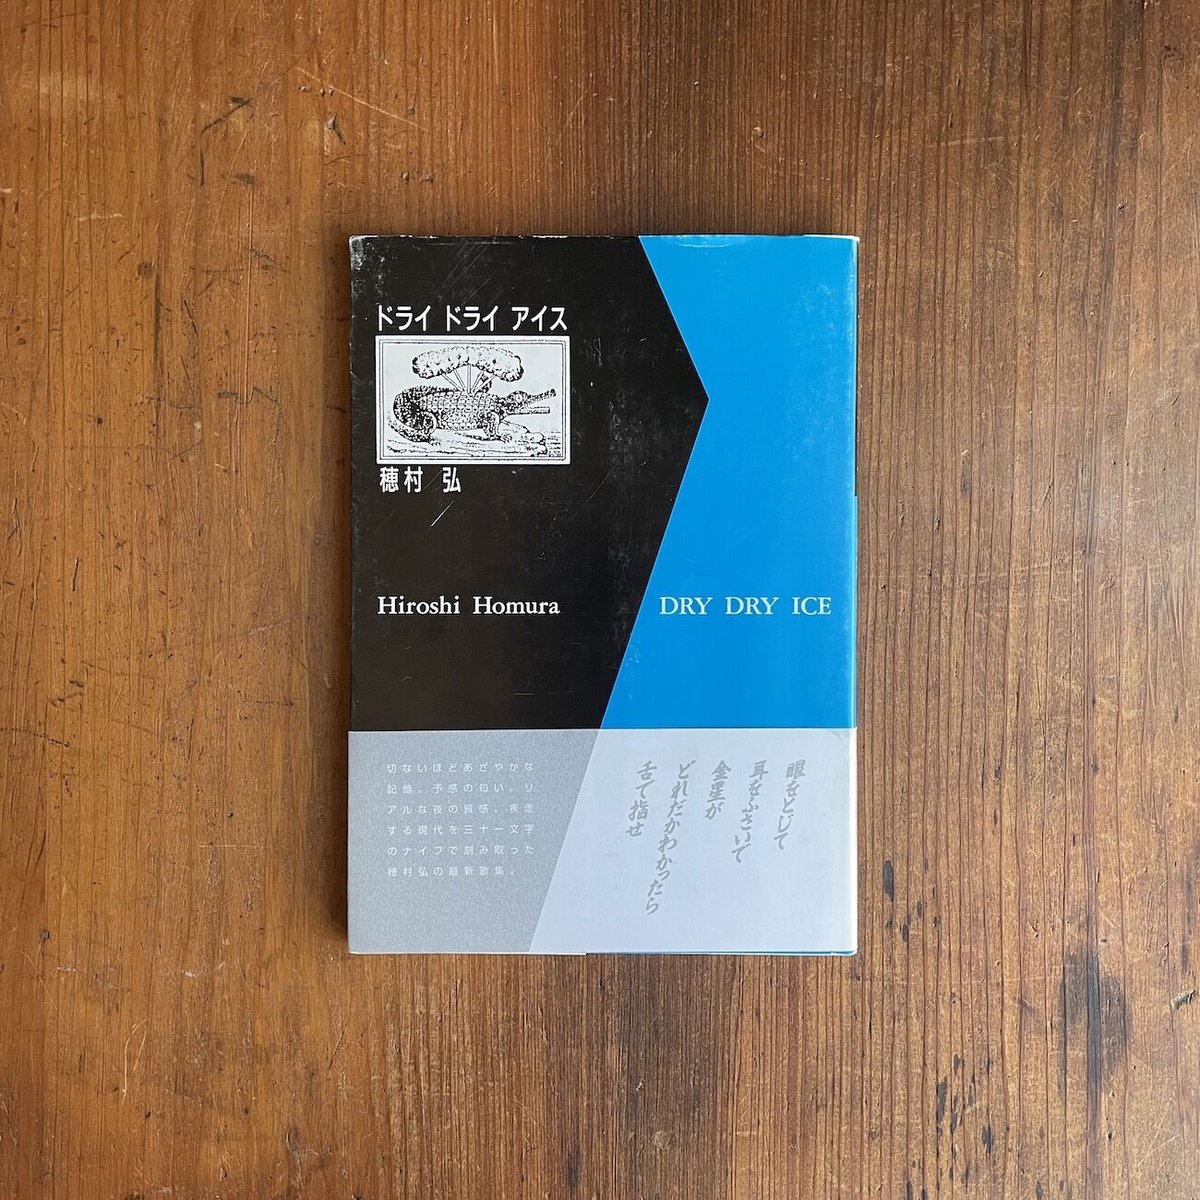 ドライ ドライ アイス
穂村 弘
Hiroshi Homura
DRY DRY ICE
切ないほどあざやかな
記憶。予感の匂い。リ
アルな夜の質感。疾走
する現代を三十一文字
のナイフで刻み取った
穂村弘の最新歌集。
眼をとじて
耳をふさいで
金星が
どれだかわかったら
舌で指せ